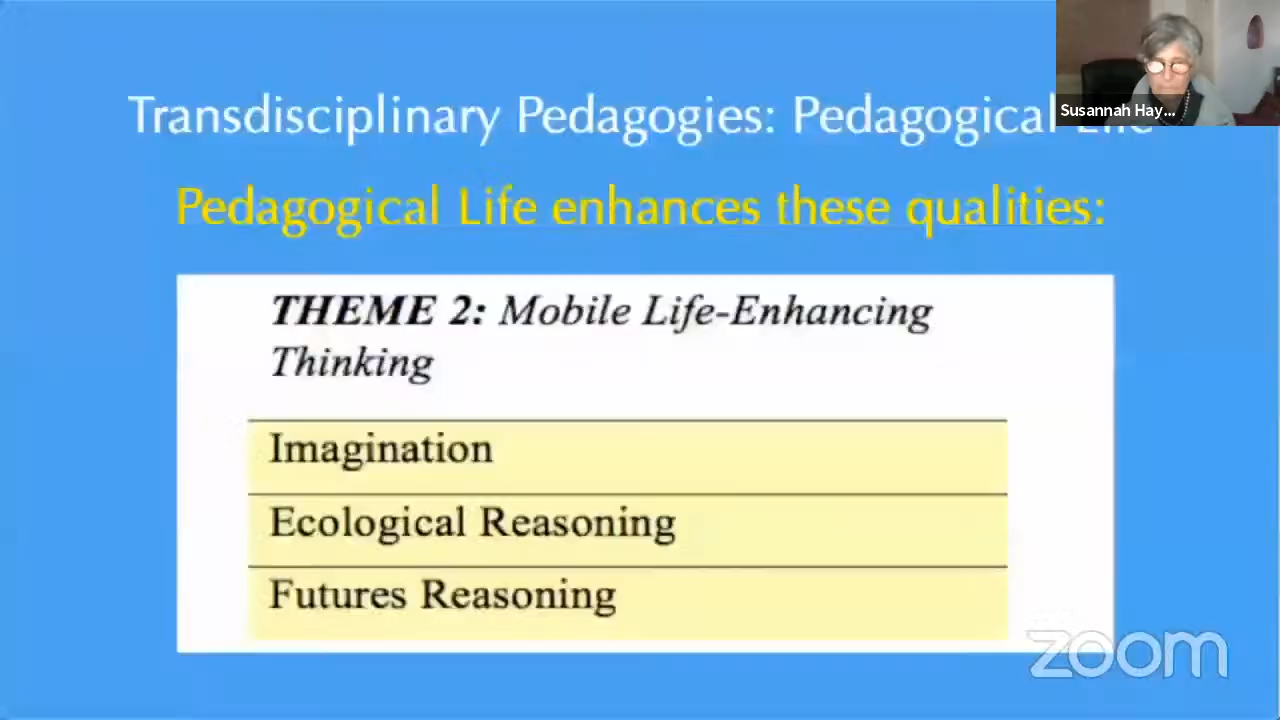 Transdisciplinary Pedagogies: Pedagogical Life
Susannah Hay...
Pedagogical Life enhances these qualities:
THEME 2: Mobile Life-Enhancing
Thinking
Imagination
Ecological Reasoning
Futures Reasoning
zoom